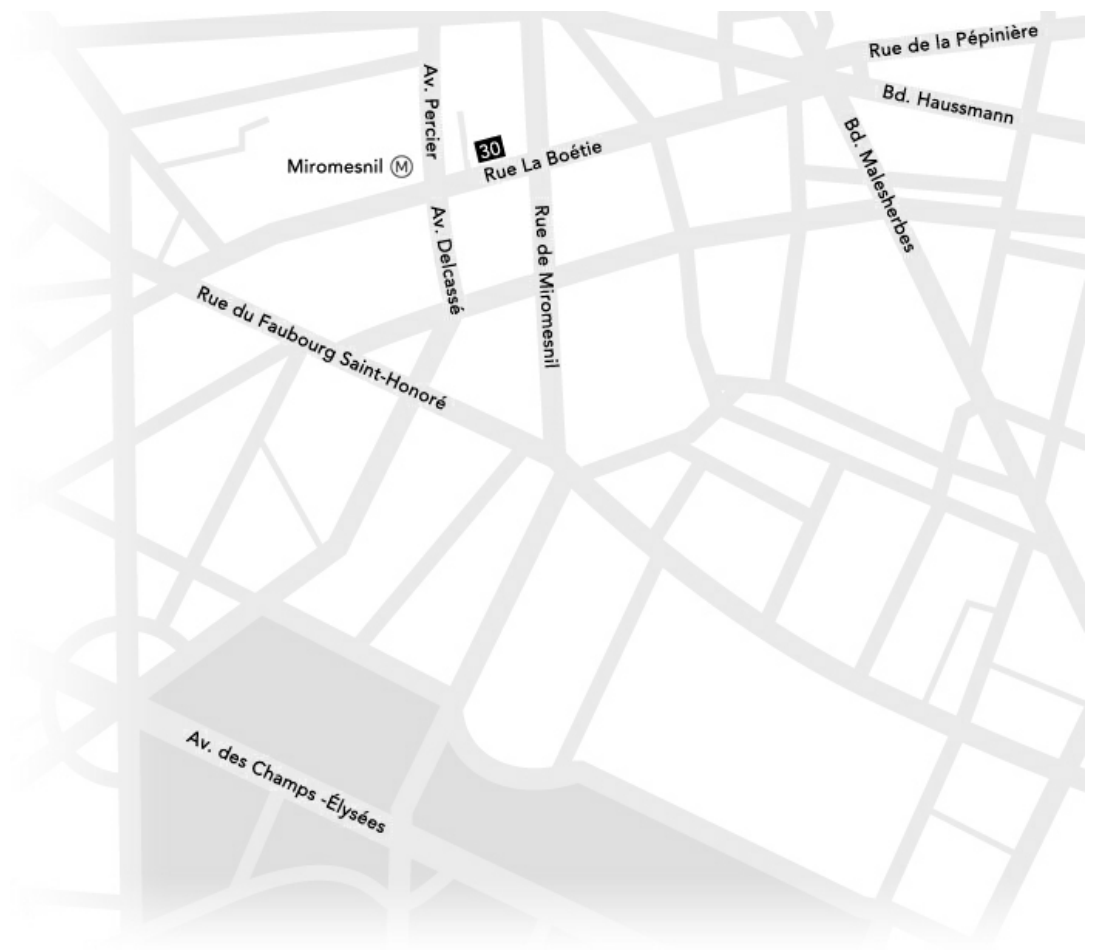 Rue de la Pépinière
Bd. Haussmann
Av. Percier
30
Bd. Malesherbes
Miromesnil M
Rue La Boétie
Av. Delcassé
Rue de Miromesnil
Rue du Faubourg Saint-Honoré
Av. des Champs -Élysées